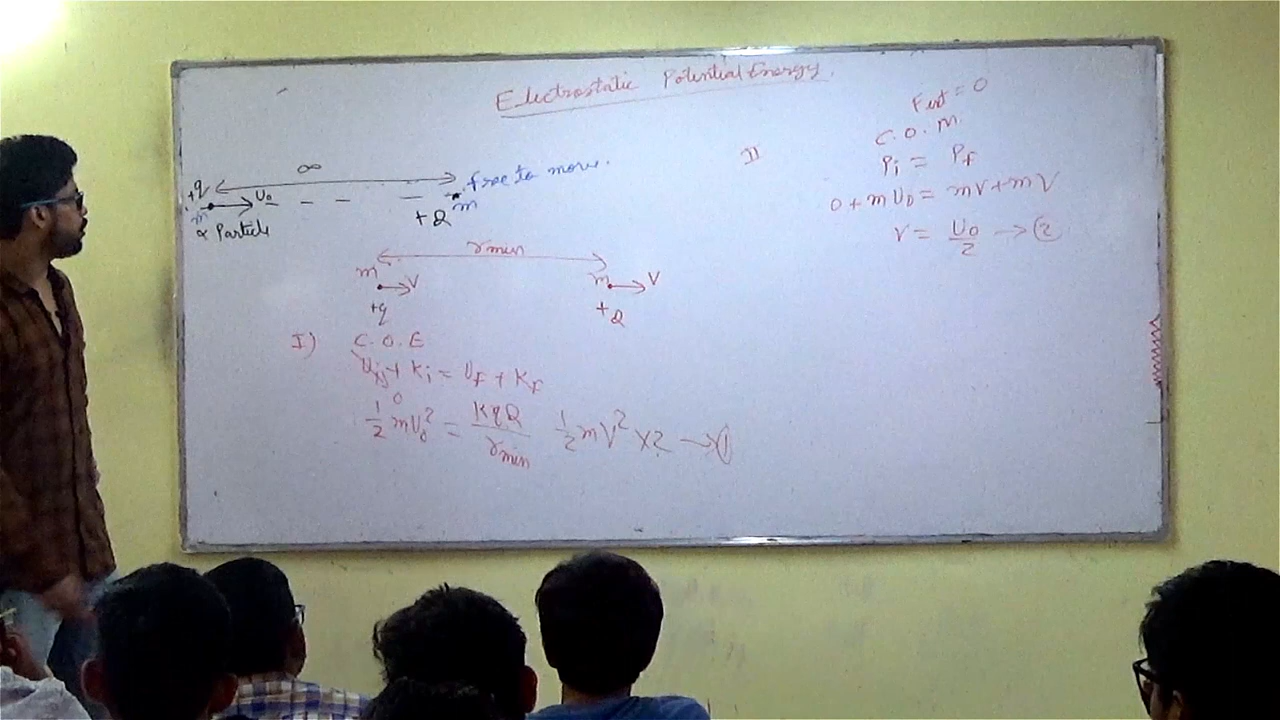 Electrostatic Potential Energy
+q ∞ free to move.
m U₀ - - - - +Q m
α Particle
rmin
m V m V
+q +Q
I) C.O.E
Ui + Ki = Uf + Kf
0
1/2 mU₀² = KqQ/rmin 1/2 mV² x2 → ①
II)
Fext = 0
C.O.M.
Pi = Pf
0 + mU₀ = mV + mV
V = U₀/2 → ②